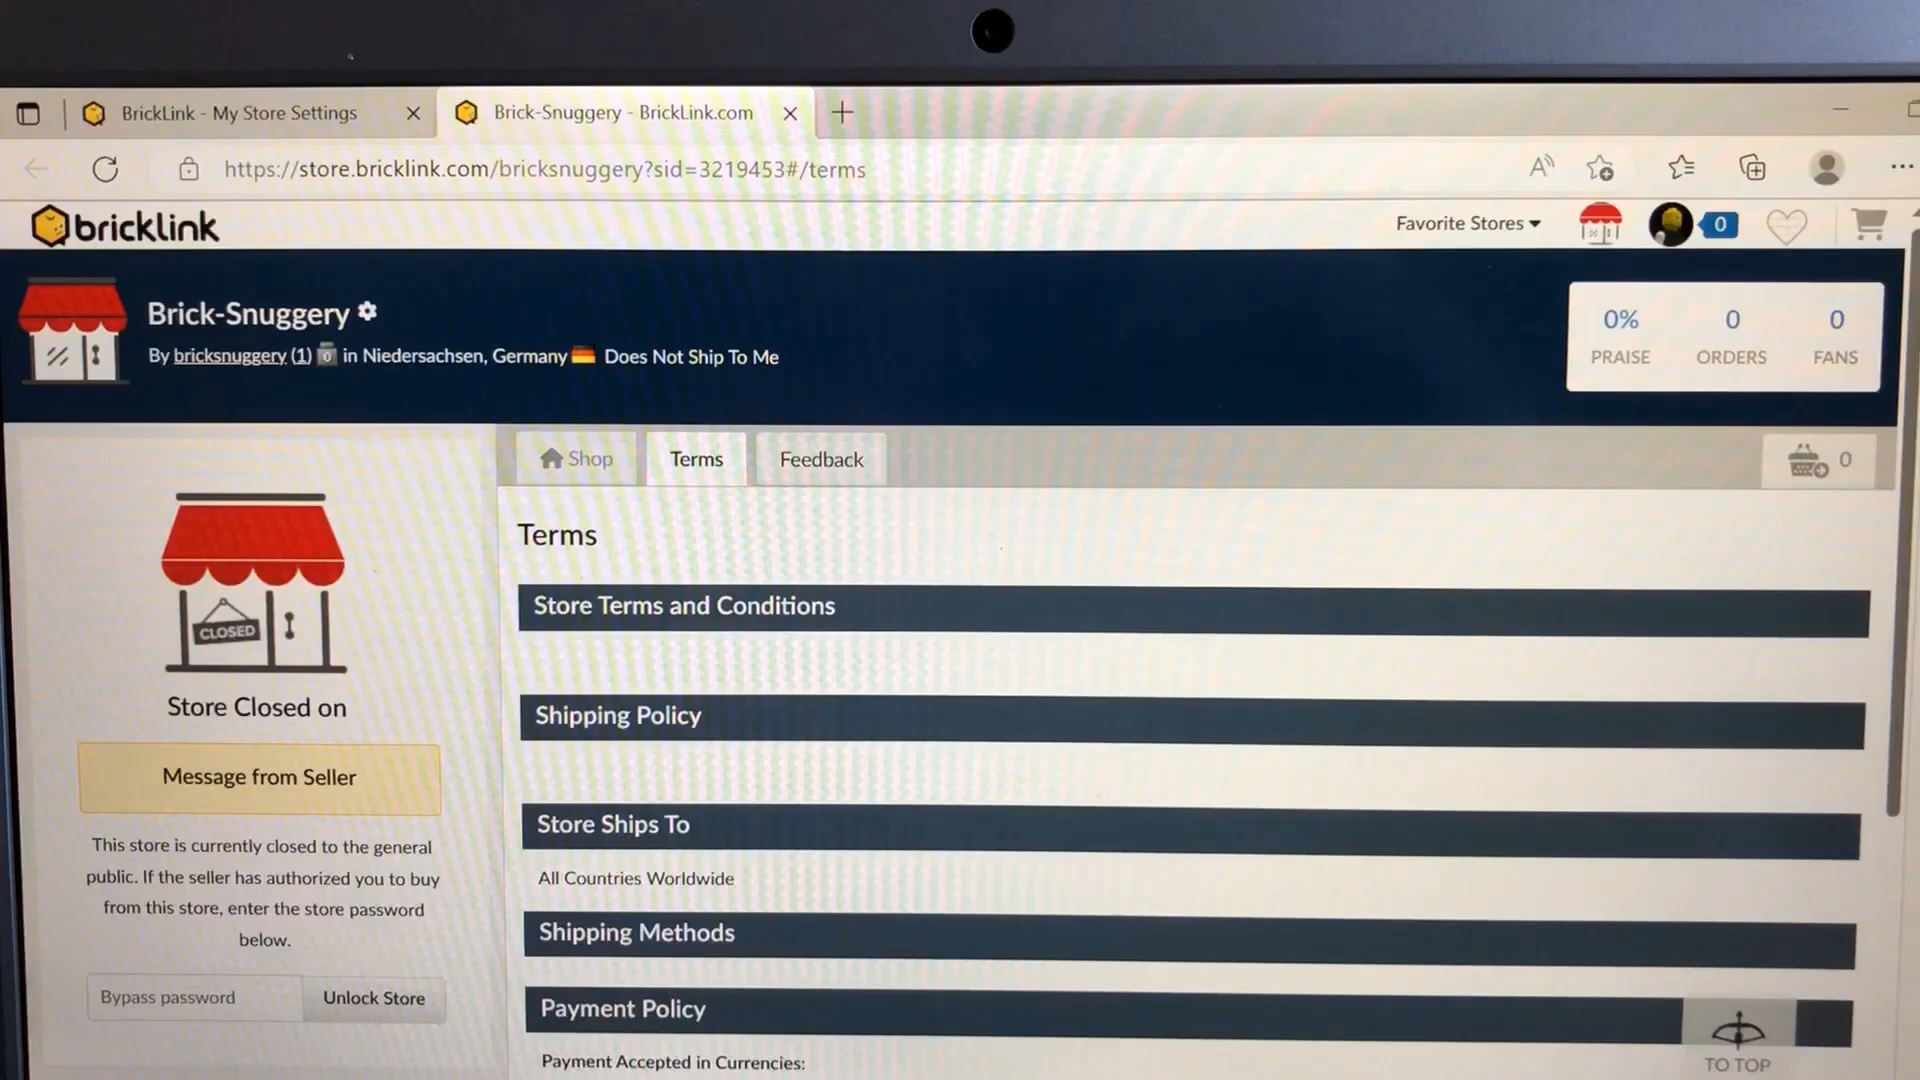 BrickLink - My Store Settings
Brick-Snuggery - BrickLink.com
https://store.bricklink.com/bricksnuggery?sid=3219453#/terms
bricklink
Favorite Stores
0
Brick-Snuggery
By bricksnuggery (1) 0 in Niedersachsen, Germany Does Not Ship To Me
0% 0 0
PRAISE ORDERS FANS
Shop Terms Feedback
0
CLOSED
Store Closed on
Message from Seller
This store is currently closed to the general
public. If the seller has authorized you to buy
from this store, enter the store password
below.
Bypass password Unlock Store
Terms
Store Terms and Conditions
Shipping Policy
Store Ships To
All Countries Worldwide
Shipping Methods
Payment Policy
Payment Accepted in Currencies:
TO TOP